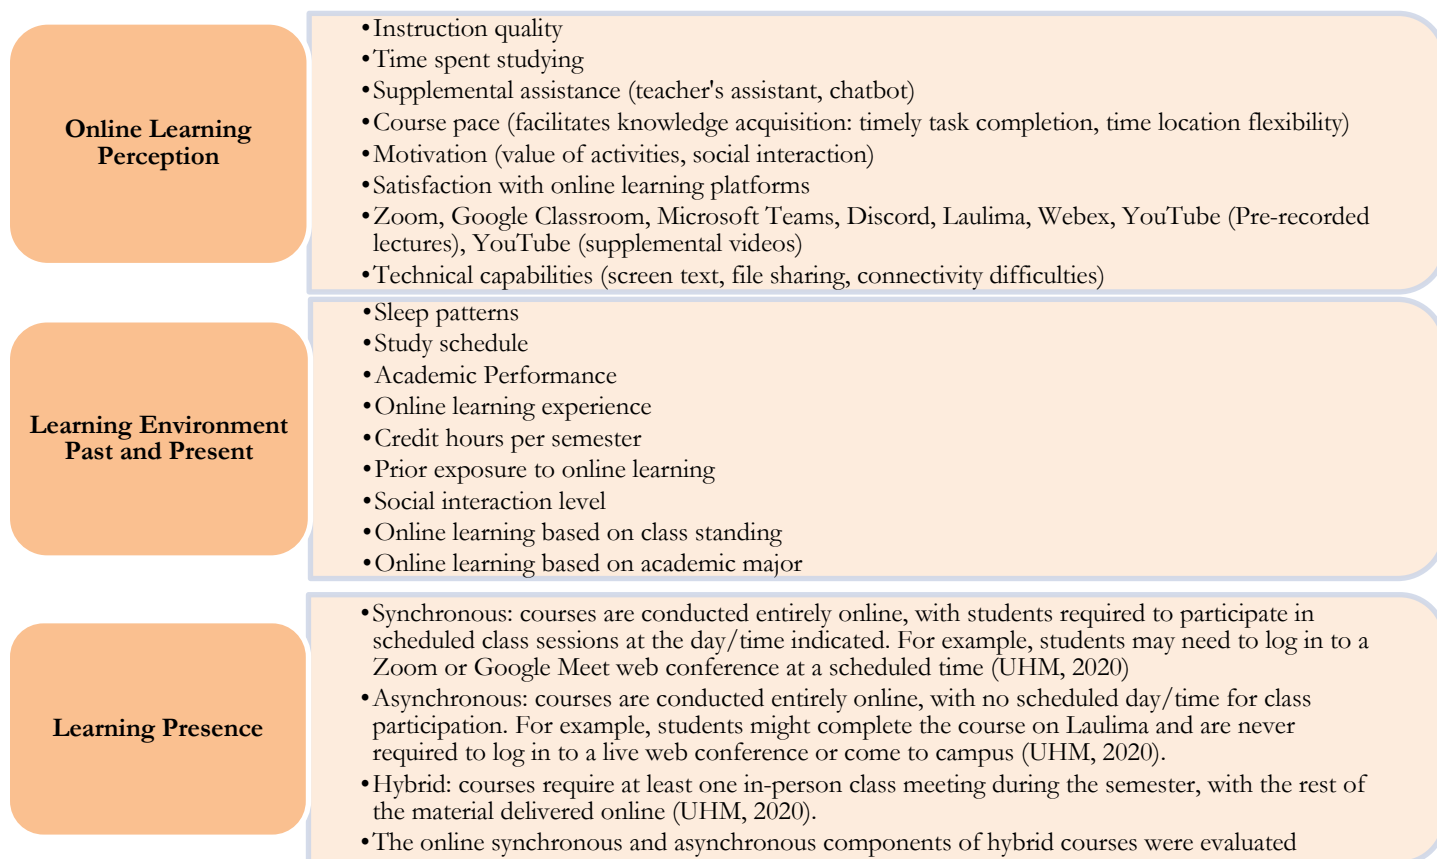 Online Learning
Perception
•Instruction quality
•Time spent studying
•Supplemental assistance (teacher's assistant, chatbot)
•Course pace (facilitates knowledge acquisition: timely task completion, time location flexibility)
•Motivation (value of activities, social interaction)
•Satisfaction with online learning platforms
•Zoom, Google Classroom, Microsoft Teams, Discord, Laulima, Webex, YouTube (Pre-recorded
lectures), YouTube (supplemental videos)
•Technical capabilities (screen text, file sharing, connectivity difficulties)
Learning Environment
Past and Present
•Sleep patterns
•Study schedule
•Academic Performance
•Online learning experience
•Credit hours per semester
•Prior exposure to online learning
•Social interaction level
•Online learning based on class standing
•Online learning based on academic major
Learning Presence
•Synchronous: courses are conducted entirely online, with students required to participate in
scheduled class sessions at the day/time indicated. For example, students may need to log in to a
Zoom or Google Meet web conference at a scheduled time (UHM, 2020)
•Asynchronous: courses are conducted entirely online, with no scheduled day/time for class
participation. For example, students might complete the course on Laulima and are never
required to log in to a live web conference or come to campus (UHM, 2020).
•Hybrid: courses require at least one in-person class meeting during the semester, with the rest of
the material delivered online (UHM, 2020).
•The online synchronous and asynchronous components of hybrid courses were evaluated